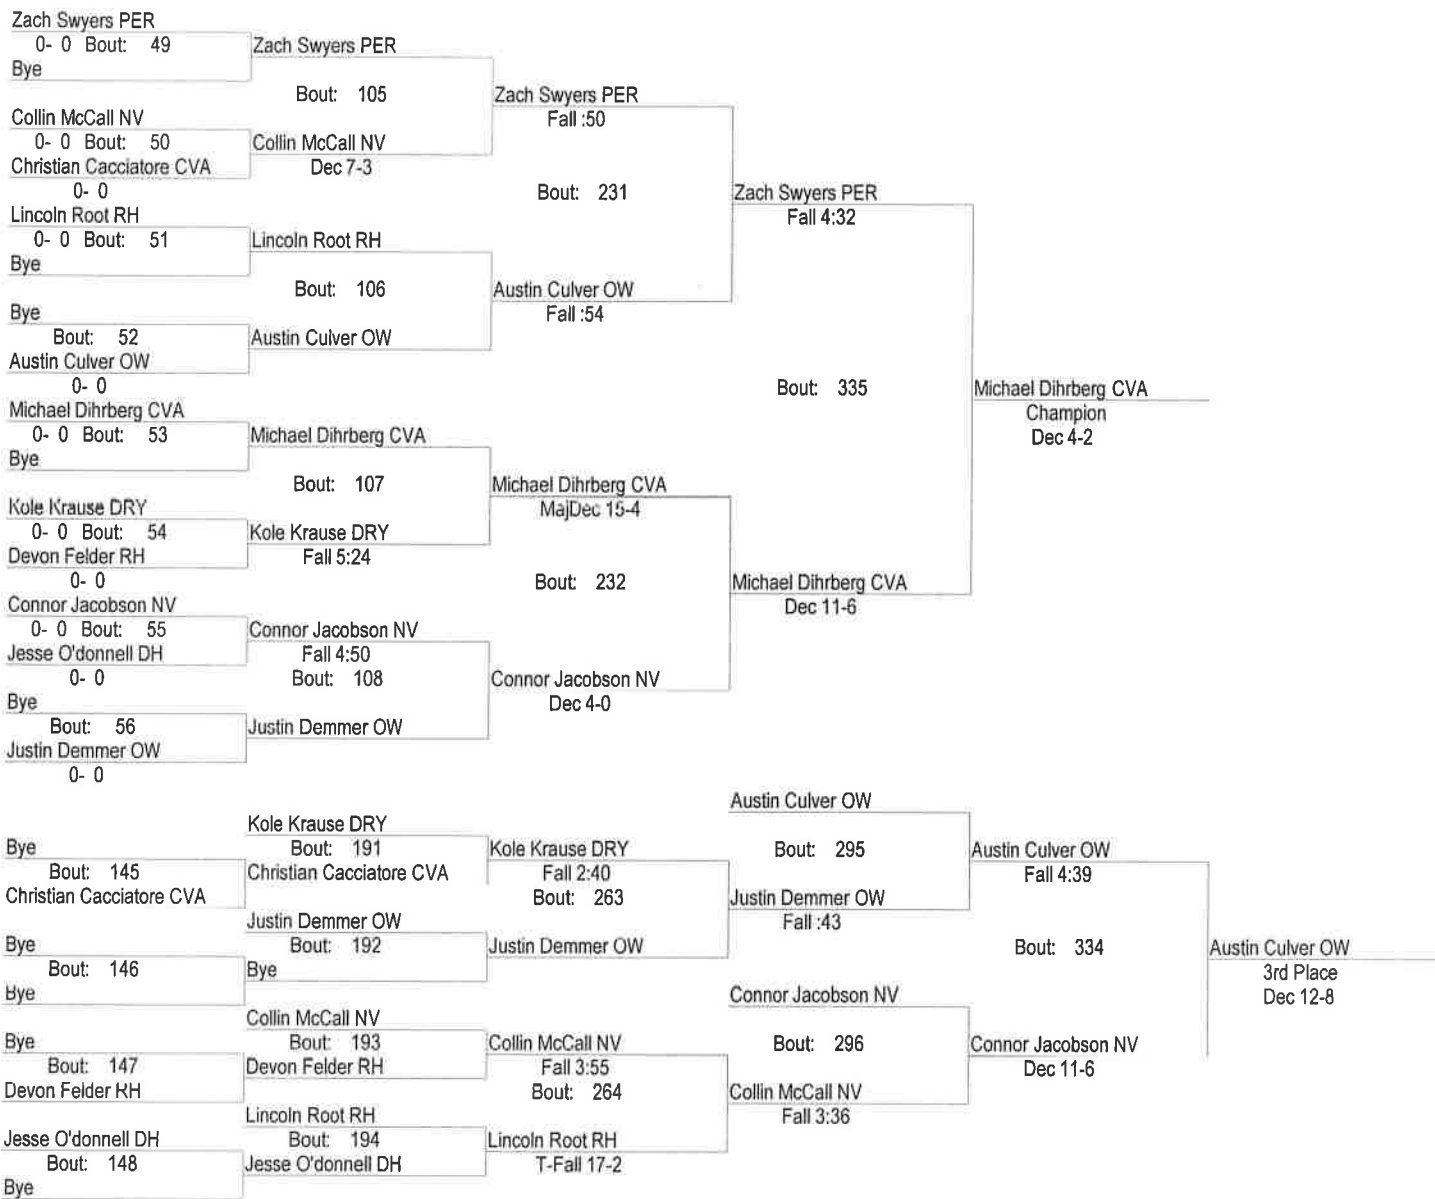 Zach Swyers PER
0- 0 Bout: 49
Bye
Zach Swyers PER
Bout: 105
Collin McCall NV
0- 0 Bout: 50
Christian Cacciatore CVA
0- 0
Collin McCall NV
Dec 7-3
Zach Swyers PER
Fall :50
Bout: 231
Lincoln Root RH
0- 0 Bout: 51
Bye
Lincoln Root RH
Bout: 106
Bye
Bout: 52
Austin Culver OW
0- 0
Austin Culver OW
Austin Culver OW
Fall :54
Zach Swyers PER
Fall 4:32
Bout: 335
Michael Dihrberg CVA
0- 0 Bout: 53
Bye
Michael Dihrberg CVA
Bout: 107
Kole Krause DRY
0- 0 Bout: 54
Devon Felder RH
0- 0
Kole Krause DRY
Fall 5:24
Michael Dihrberg CVA
MajDec 15-4
Bout: 232
Connor Jacobson NV
0- 0 Bout: 55
Jesse O'donnell DH
0- 0
Connor Jacobson NV
Fall 4:50
Bout: 108
Bye
Bout: 56
Justin Demmer OW
0- 0
Justin Demmer OW
Connor Jacobson NV
Dec 4-0
Michael Dihrberg CVA
Dec 11-6
Michael Dihrberg CVA
Champion
Dec 4-2
Bye
Bout: 145
Christian Cacciatore CVA
Kole Krause DRY
Bout: 191
Christian Cacciatore CVA
Kole Krause DRY
Fall 2:40
Bout: 263
Bye
Bout: 146
Bye
Justin Demmer OW
Bout: 192
Bye
Justin Demmer OW
Austin Culver OW
Bout: 295
Justin Demmer OW
Fall :43
Austin Culver OW
Fall 4:39
Bout: 334
Bye
Bout: 147
Devon Felder RH
Collin McCall NV
Bout: 193
Devon Felder RH
Collin McCall NV
Fall 3:55
Bout: 264
Jesse O'donnell DH
Bout: 148
Bye
Lincoln Root RH
Bout: 194
Jesse O'donnell DH
Lincoln Root RH
T-Fall 17-2
Connor Jacobson NV
Bout: 296
Collin McCall NV
Fall 3:36
Connor Jacobson NV
Dec 11-6
Austin Culver OW
3rd Place
Dec 12-8